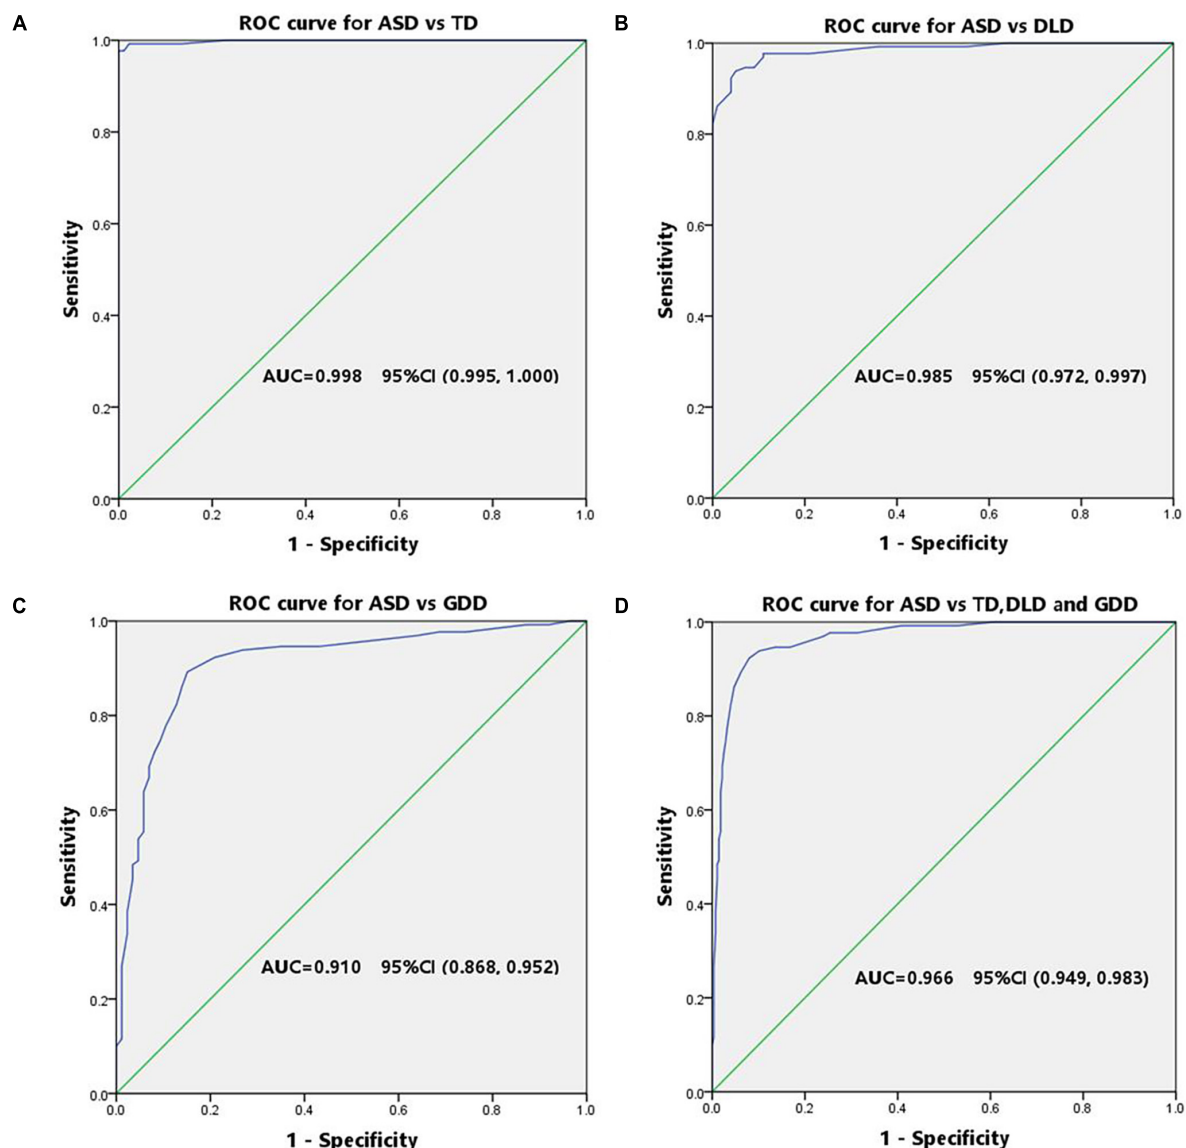 A
ROC curve for ASD vs TD
1.0
0.8
0.6
0.4
0.2
0.0
Sensitivity
AUC=0.998 95%CI (0.995, 1.000)
0.0 0.2 0.4 0.6 0.8 1.0
1 - Specificity
B
ROC curve for ASD vs DLD
1.0
0.8
0.6
0.4
0.2
0.0
Sensitivity
AUC=0.985 95%CI (0.972, 0.997)
0.0 0.2 0.4 0.6 0.8 1.0
1 - Specificity
C
ROC curve for ASD vs GDD
1.0
0.8
0.6
0.4
0.2
0.0
Sensitivity
AUC=0.910 95%CI (0.868, 0.952)
0.0 0.2 0.4 0.6 0.8 1.0
1 - Specificity
D
ROC curve for ASD vs TD,DLD and GDD
1.0
0.8
0.6
0.4
0.2
0.0
Sensitivity
AUC=0.966 95%CI (0.949, 0.983)
0.0 0.2 0.4 0.6 0.8 1.0
1 - Specificity